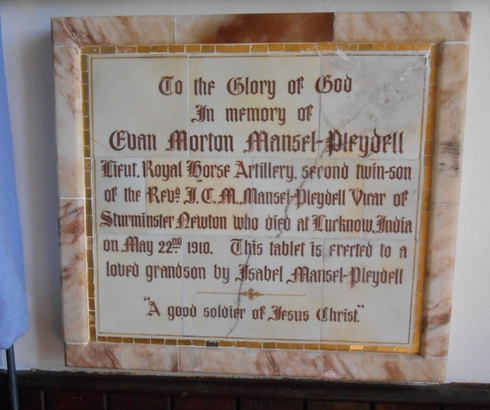 To the Glory of God
In memory of
Evan Morton Mansel-Pleydell
Lieut. Royal Horse Artillery, second twin-son
of the Revd. J. C. M. Mansel-Pleydell Vicar of
Sturminster Newton who died at Lucknow, India
on May 22nd 1910. This tablet is erected to a
loved grandson by Isabel Mansel-Pleydell
"A good soldier of Jesus Christ."